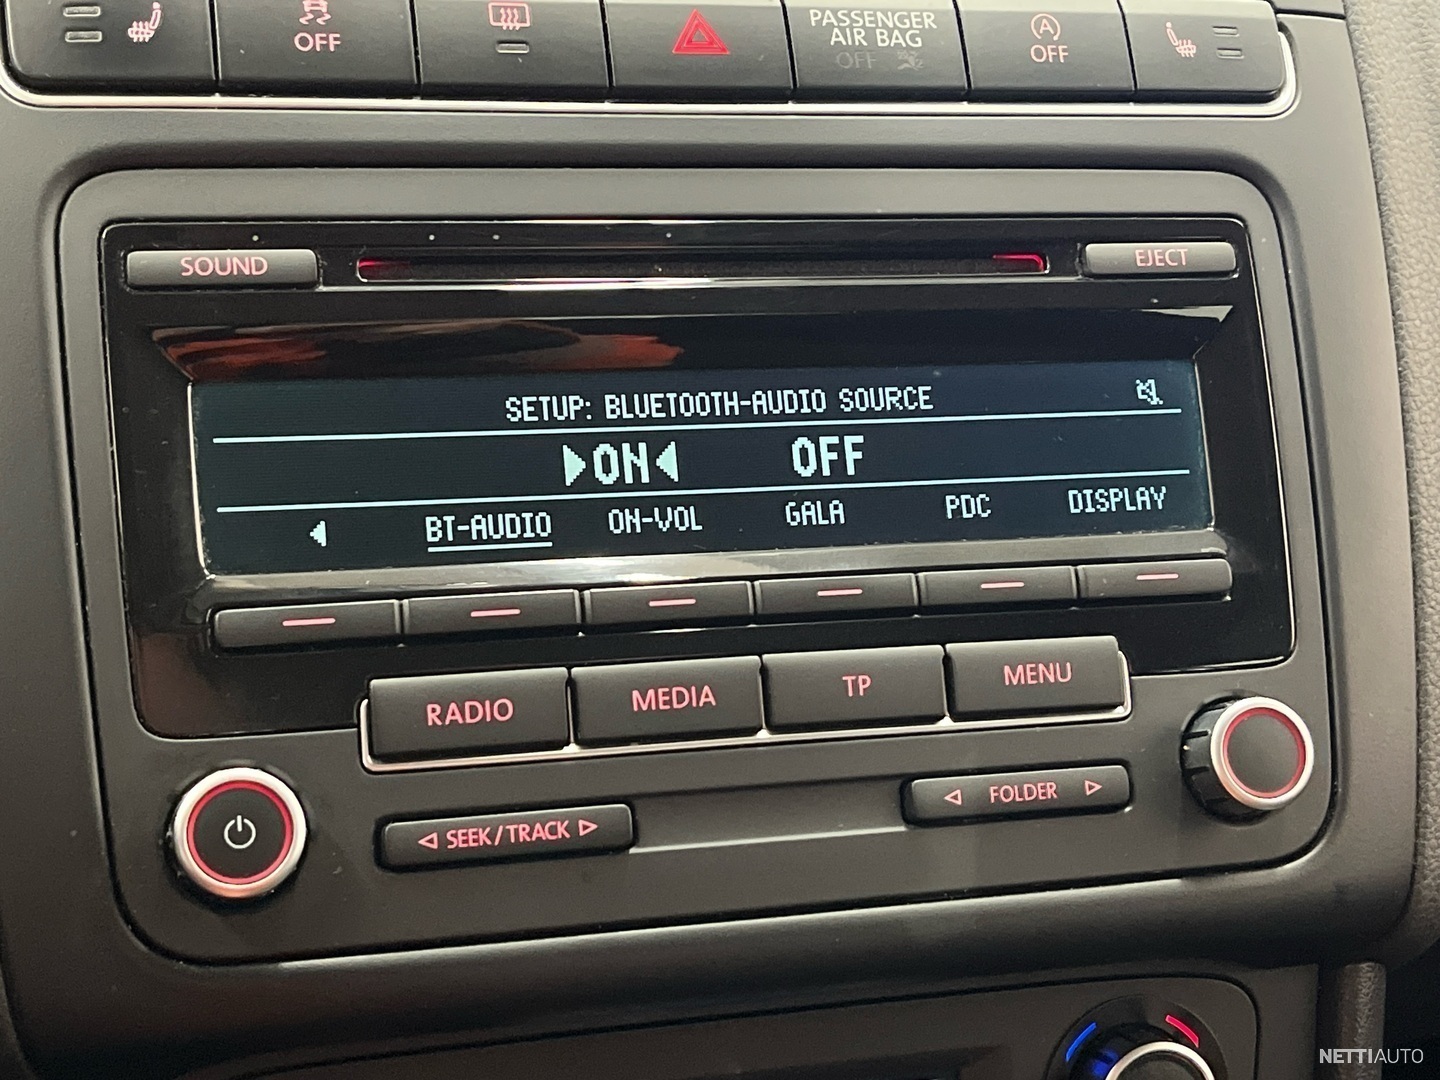 OFF
PASSENGER
AIR BAG
OFF
A
OFF
SOUND
EJECT
SETUP: BLUETOOTH-AUDIO SOURCE
ON OFF
BT-AUDIO ON-VOL GALA PDC DISPLAY
RADIO MEDIA TP MENU
SEEK/TRACK
FOLDER
NETTIAUTO